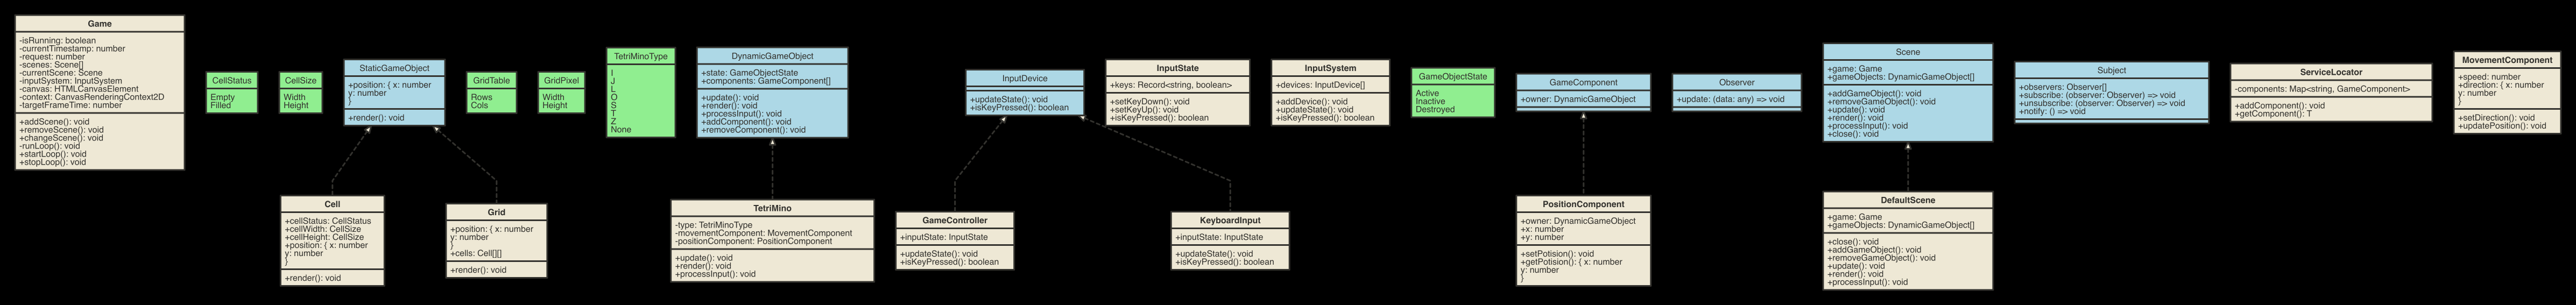 Game
-isRunning: boolean
-currentTimestamp: number
-request: number
-scenes: Scene[]
-currentScene: Scene
-inputSystem: InputSystem
-canvas: HTMLCanvasElement
-context: CanvasRenderingContext2D
-targetFrameTime: number
+addScene(): void
+removeScene(): void
+changeScene(): void
-runLoop(): void
+startLoop(): void
+stopLoop(): void
CellStatus
Empty
Filled
CellSize
Width
Height
StaticGameObject
+position: { x: number
y: number
}
+render(): void
GridTable
Rows
Cols
GridPixel
Width
Height
TetriMinoType
I
J
L
O
S
T
Z
None
DynamicGameObject
+state: GameObjectState
+components: GameComponent[]
+update(): void
+render(): void
+processInput(): void
+addComponent(): void
+removeComponent(): void
InputDevice
+updateState(): void
+isKeyPressed(): boolean
InputState
+keys: Record<string, boolean>
+setKeyDown(): void
+setKeyUp(): void
+isKeyPressed(): boolean
InputSystem
+devices: InputDevice[]
+addDevice(): void
+updateState(): void
+isKeyPressed(): boolean
GameObjectState
Active
Inactive
Destroyed
GameComponent
+owner: DynamicGameObject
Observer
+update: (data: any) => void
Scene
+game: Game
+gameObjects: DynamicGameObject[]
+addGameObject(): void
+removeGameObject(): void
+update(): void
+render(): void
+processInput(): void
+close(): void
Subject
+observers: Observer[]
+subscribe: (observer: Observer) => void
+unsubscribe: (observer: Observer) => void
+notify: () => void
ServiceLocator
-components: Map<string, GameComponent>
+addComponent(): void
+getComponent(): T
MovementComponent
+speed: number
+direction: { x: number
y: number
}
+setDirection(): void
+updatePosition(): void
Cell
+cellStatus: CellStatus
+cellWidth: CellSize
+cellHeight: CellSize
+position: { x: number
y: number
}
+render(): void
Grid
+position: { x: number
y: number
}
+cells: Cell[][]
+render(): void
TetriMino
-type: TetriMinoType
-movementComponent: MovementComponent
-positionComponent: PositionComponent
+update(): void
+render(): void
+processInput(): void
GameController
+inputState: InputState
+updateState(): void
+isKeyPressed(): boolean
KeyboardInput
+inputState: InputState
+updateState(): void
+isKeyPressed(): boolean
PositionComponent
+owner: DynamicGameObject
+x: number
+y: number
+setPotision(): void
+getPotision(): { x: number
y: number
}
DefaultScene
+game: Game
+gameObjects: DynamicGameObject[]
+close(): void
+addGameObject(): void
+removeGameObject(): void
+update(): void
+render(): void
+processInput(): void